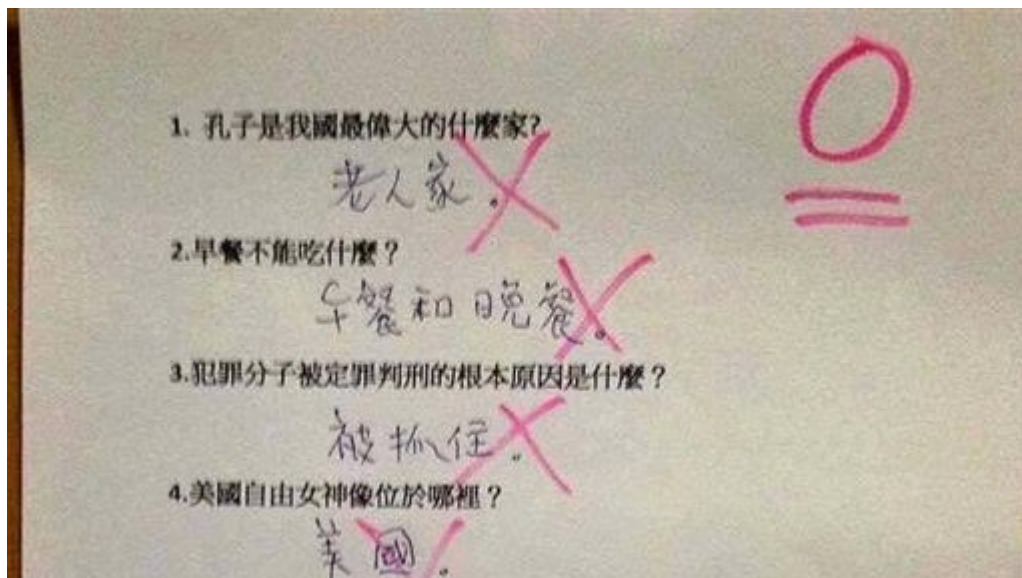 1、孔子是我國最偉大的什麼家?
老人家。
2.早餐不能吃什麼？
午餐和晚餐。
3.犯罪分子被定罪判刑的根本原因是什麼？
被抓住。
4.美國自由女神像位於哪裡？
美國。
0